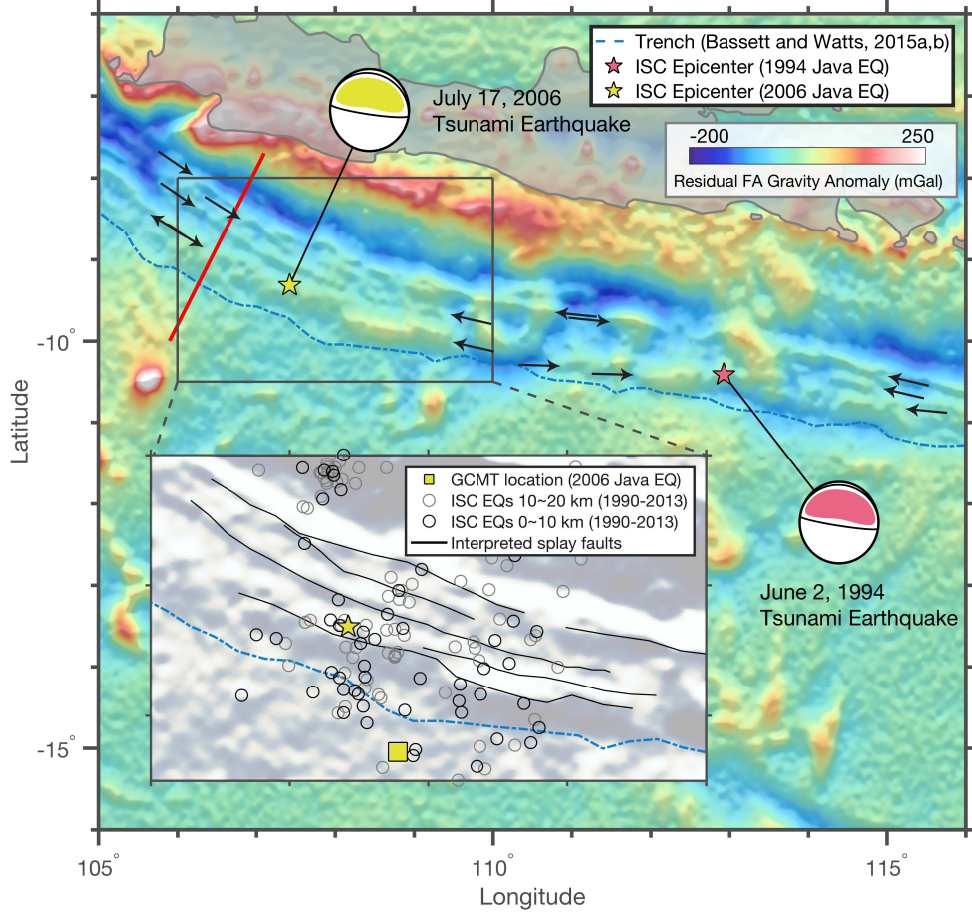 Trench (Bassett and Watts, 2015a,b)
ISC Epicenter (1994 Java EQ)
ISC Epicenter (2006 Java EQ)
July 17, 2006
Tsunami Earthquake
-200 250
Residual FA Gravity Anomaly (mGal)
-10°
Latitude
GCMT location (2006 Java EQ)
ISC EQs 10~20 km (1990-2013)
ISC EQs 0~10 km (1990-2013)
Interpreted splay faults
June 2, 1994
Tsunami Earthquake
-15°
105° 110° 115°
Longitude